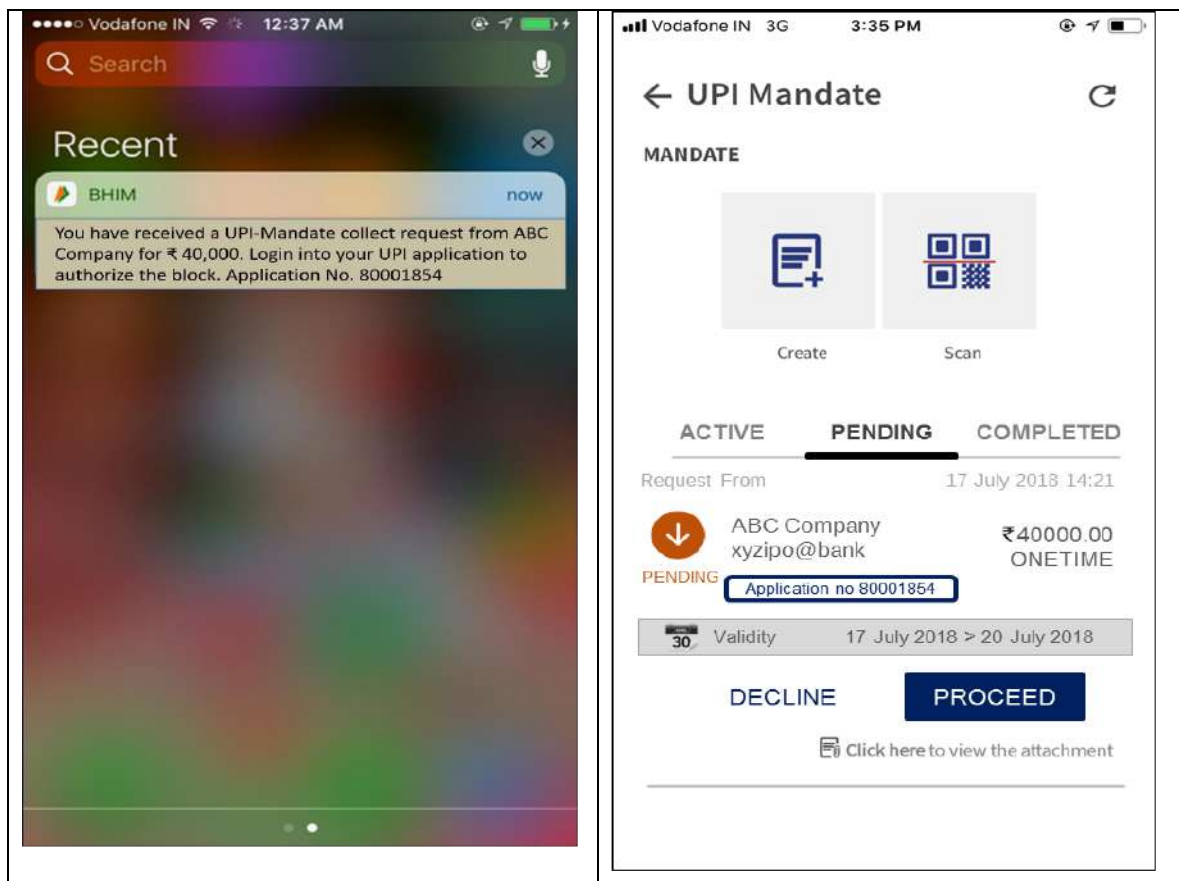 Vodafone IN 12:37 AM
Search
Recent
BHIM now
You have received a UPI-Mandate collect request from ABC
Company for ₹ 40,000. Login into your UPI application to
authorize the block. Application No. 80001854
Vodafone IN 3G 3:35 PM
UPI Mandate
MANDATE
Create Scan
ACTIVE PENDING COMPLETED
Request From 17 July 2018 14:21
ABC Company ₹40000.00
xyzipo@bank ONETIME
PENDING
Application no 80001854
30 Validity 17 July 2018 > 20 July 2018
DECLINE PROCEED
Click here to view the attachment